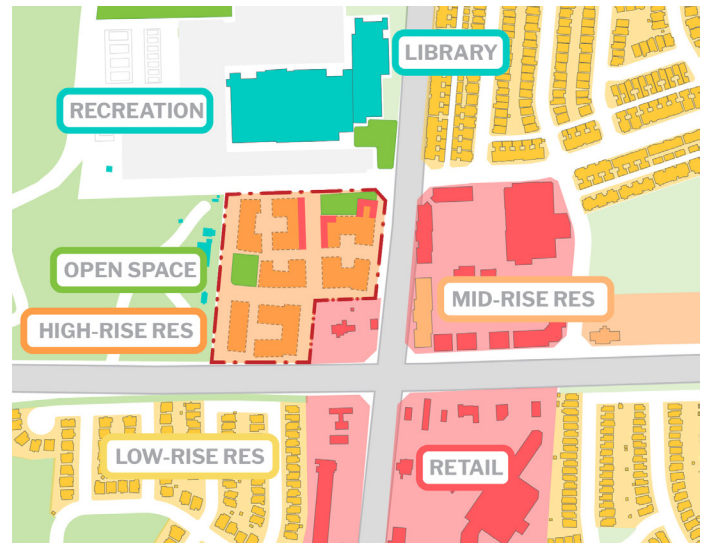 LIBRARY
RECREATION
OPEN SPACE
MID-RISE RES
HIGH-RISE RES
LOW-RISE RES
RETAIL